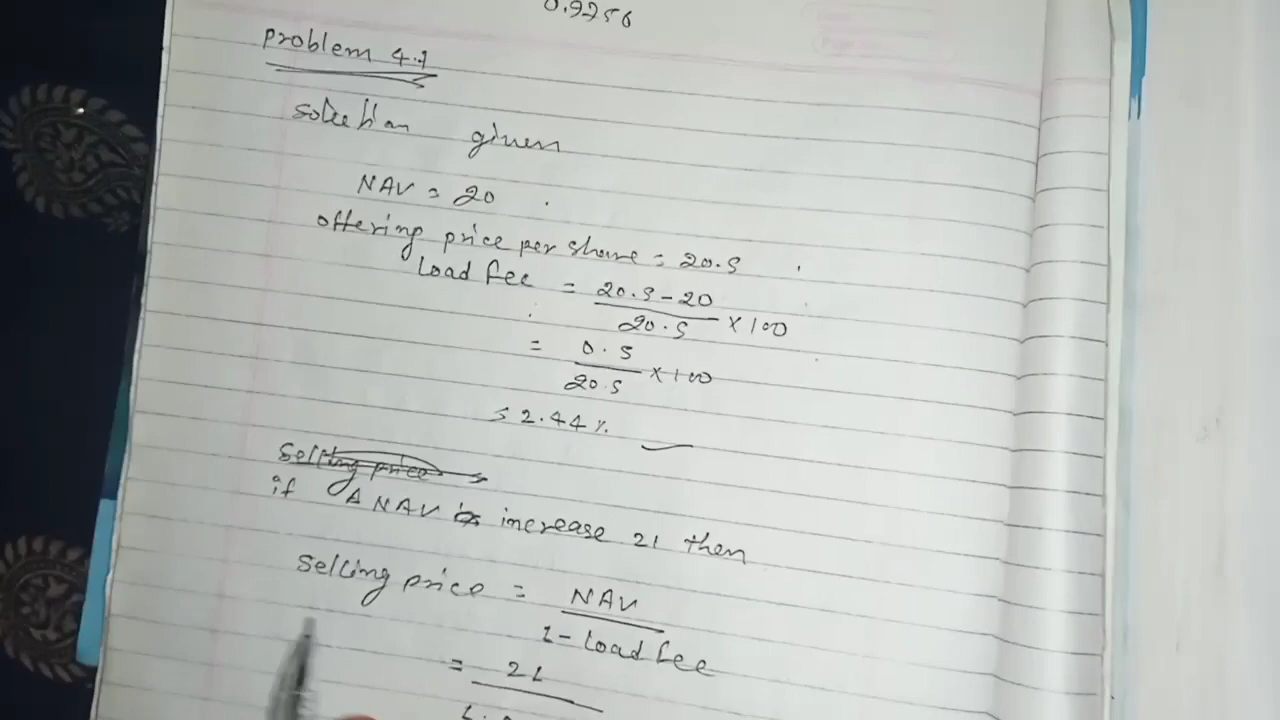 0.9756
problem 4.1
solution given
NAV = 20
offering price per share = 20.5
Load fee = 20.5 - 20
20.5 × 100
= 0.5
20.5 × 100
= 2.44 %
Selling price
if NAV increase 21 then
Selling price = NAV
1 - Load fee
= 21